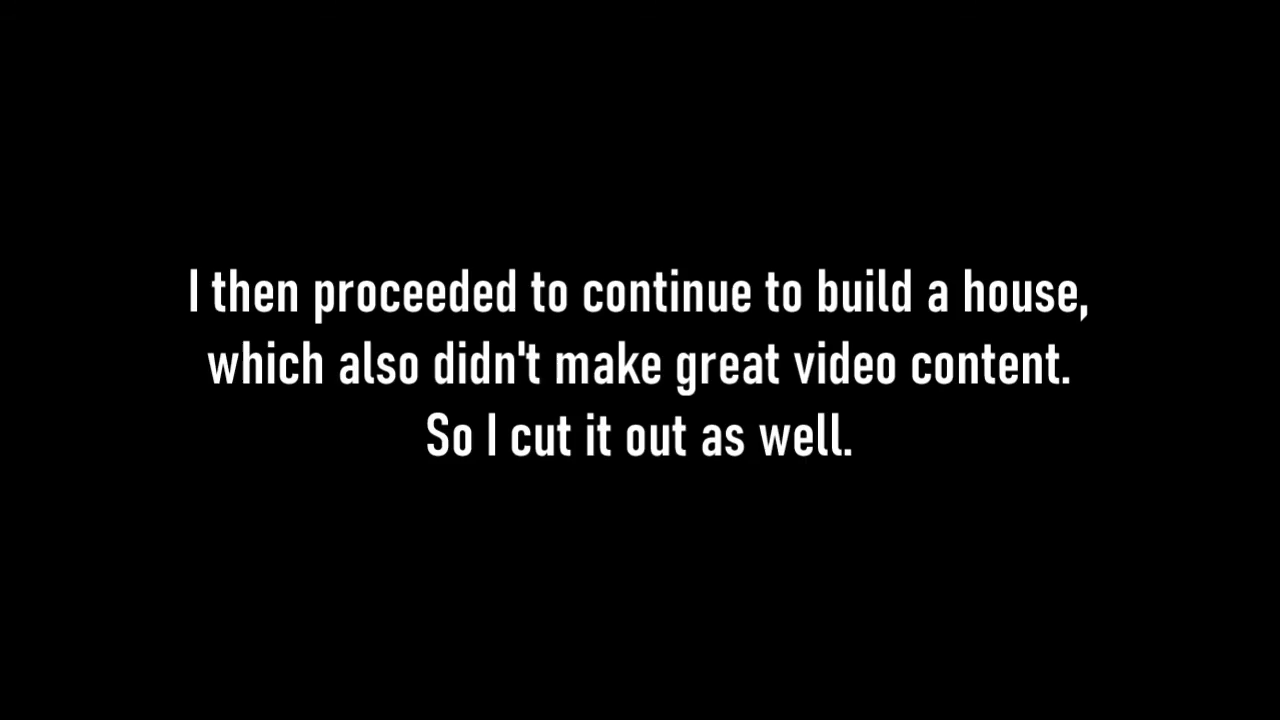 I then proceeded to continue to build a house,
which also didn't make great video content.
So I cut it out as well.